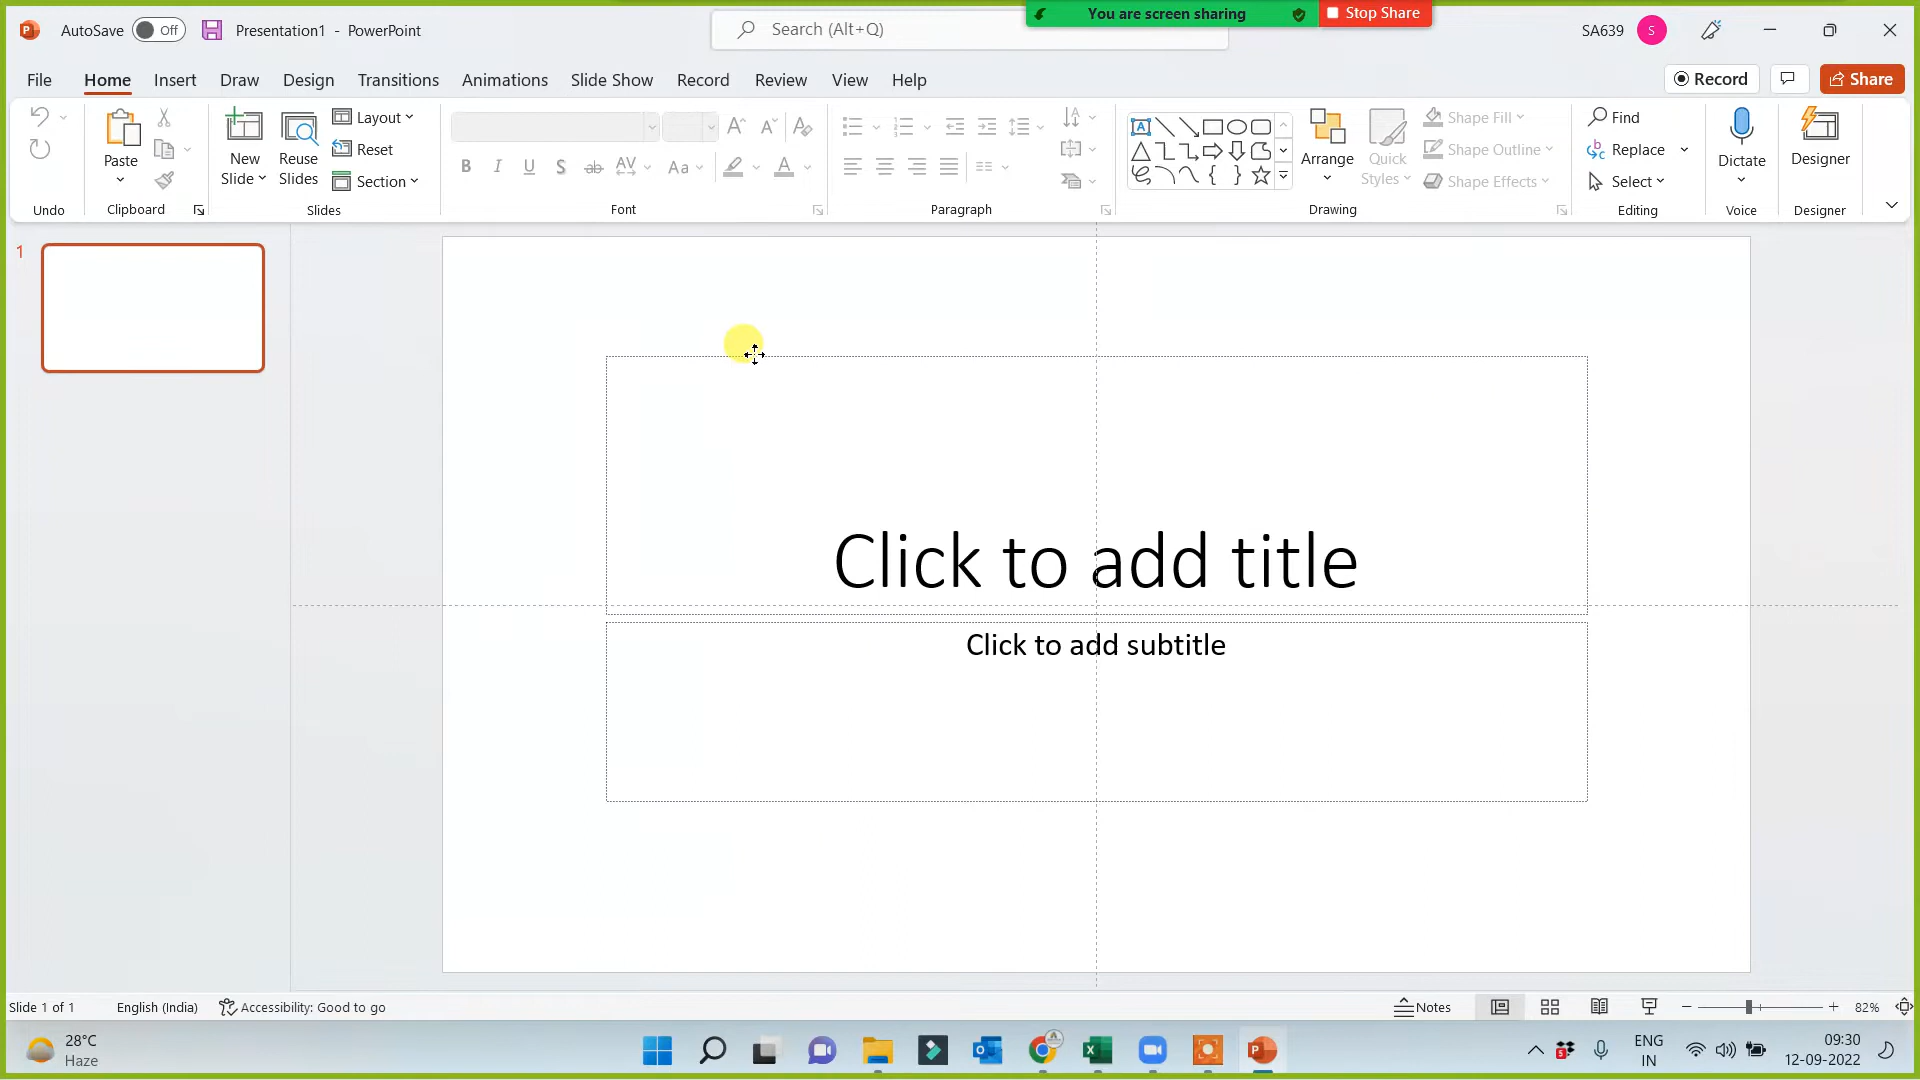 You are screen sharing
Stop Share
AutoSave Off Presentation1 - PowerPoint Search (Alt+Q) SA639 S
File Home Insert Draw Design Transitions Animations Slide Show Record Review View Help Record Share
Paste New Slide Reuse Slides Layout Reset Section
B I U S ab AV Aa A
Arrange Quick Styles Shape Fill Shape Outline Shape Effects
Find Replace Select
Dictate Designer
Undo Clipboard Slides Font Paragraph Drawing Editing Voice Designer
1
Click to add title
Click to add subtitle
Slide 1 of 1 English (India) Accessibility: Good to go Notes 82%
28°C
Haze
ENG
IN
09:30
12-09-2022